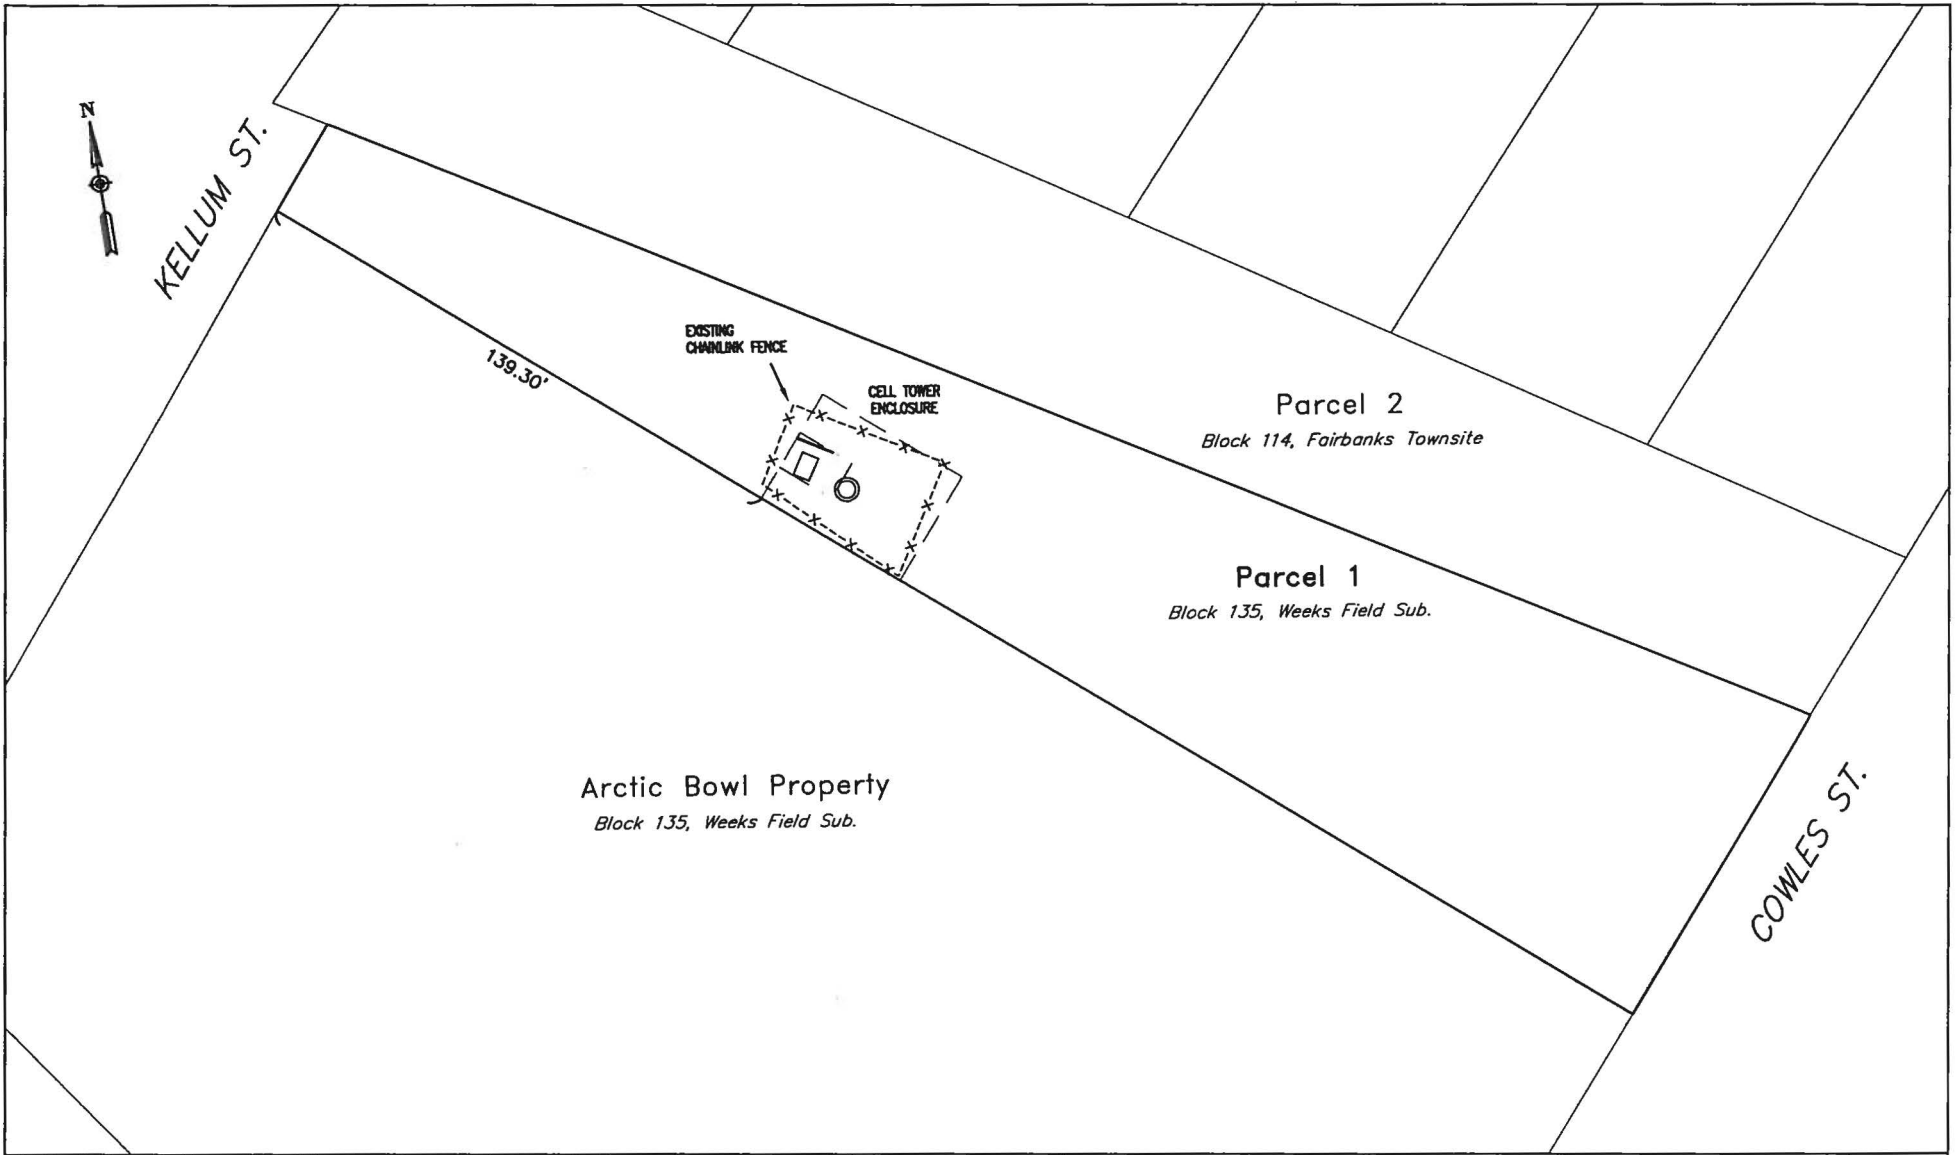 N
KELLUM ST.
139.30'
EXISTING
CHAINLINK FENCE
CELL TOWER
ENCLOSURE
Parcel 2
Block 114, Fairbanks Townsite
Parcel 1
Block 135, Weeks Field Sub.
Arctic Bowl Property
Block 135, Weeks Field Sub.
COWLES ST.